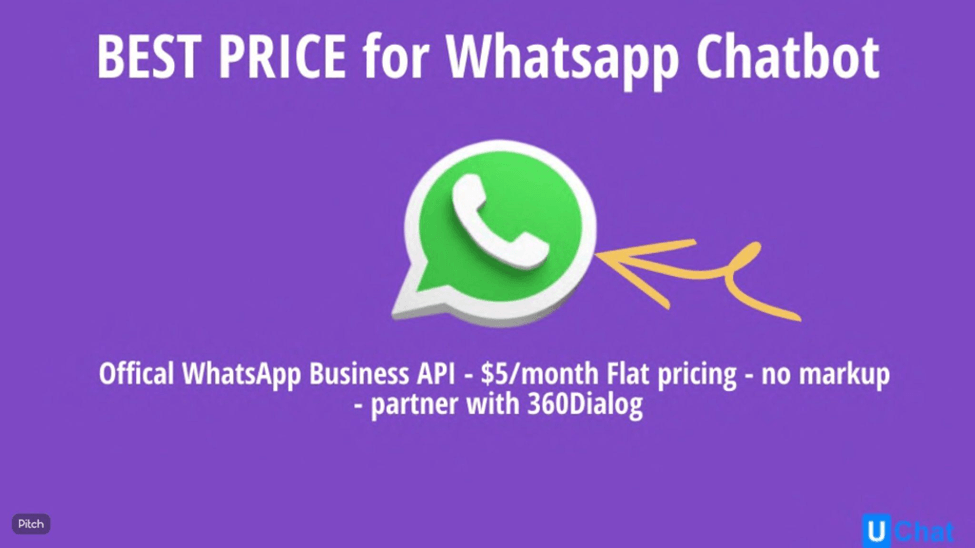 BEST PRICE for Whatsapp Chatbot
Offical WhatsApp Business API - $5/month Flat pricing - no markup
- partner with 360Dialog
Pitch
U Chat